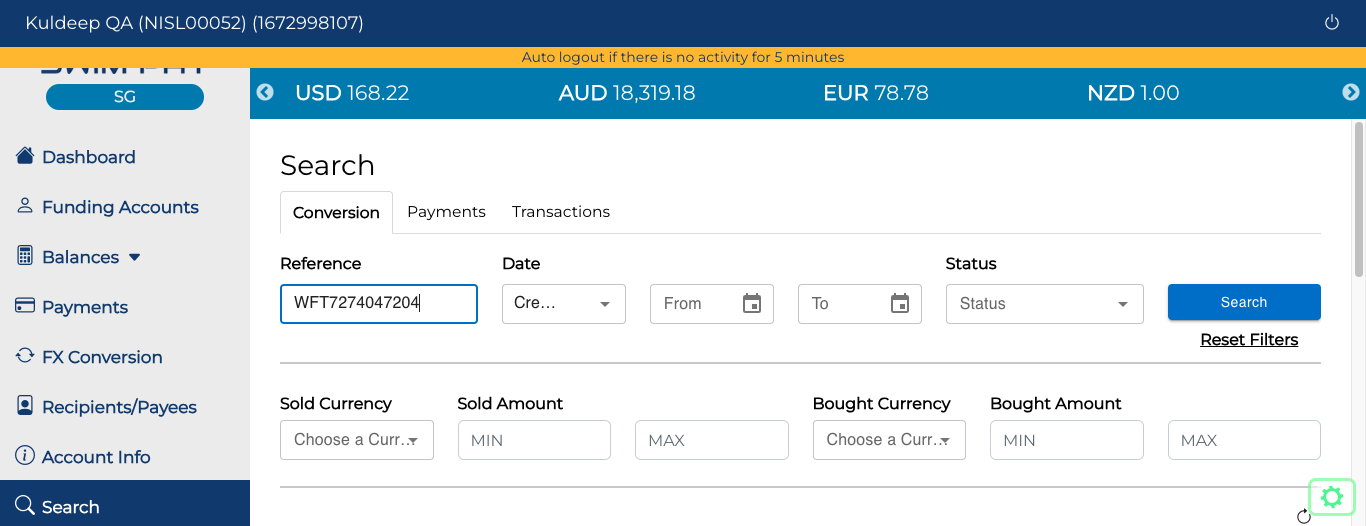 Kuldeep QA (NISL00052) (1672998107)
Auto logout if there is no activity for 5 minutes
SG
USD 168.22 AUD 18,319.18 EUR 78.78 NZD 1.00
Dashboard
Funding Accounts
Balances
Payments
FX Conversion
Recipients/Payees
Account Info
Search
Search
Conversion Payments Transactions
Reference Date Status
WFT7274047204 Cre... From To Status Search
Reset Filters
Sold Currency Sold Amount Bought Currency Bought Amount
Choose a Curr... MIN MAX Choose a Curr... MIN MAX